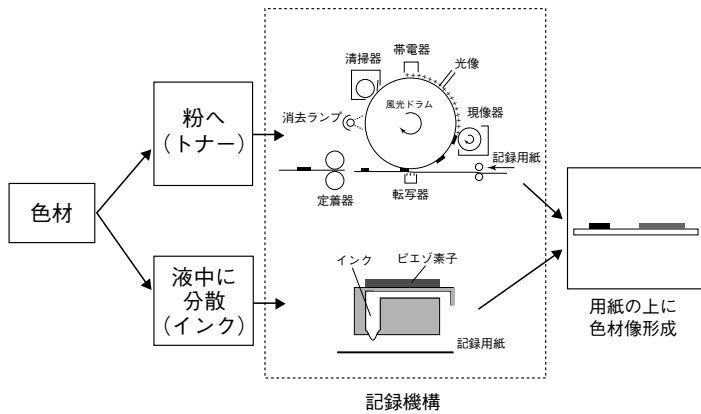 色材
粉へ
(トナー)
液中に
分散
(インク)
清掃器
帯電器
光像
風光ドラム
現像器
消去ランプ
記録用紙
定着器
転写器
インク
ピエゾ素子
記録用紙
記録機構
用紙の上に
色材像形成